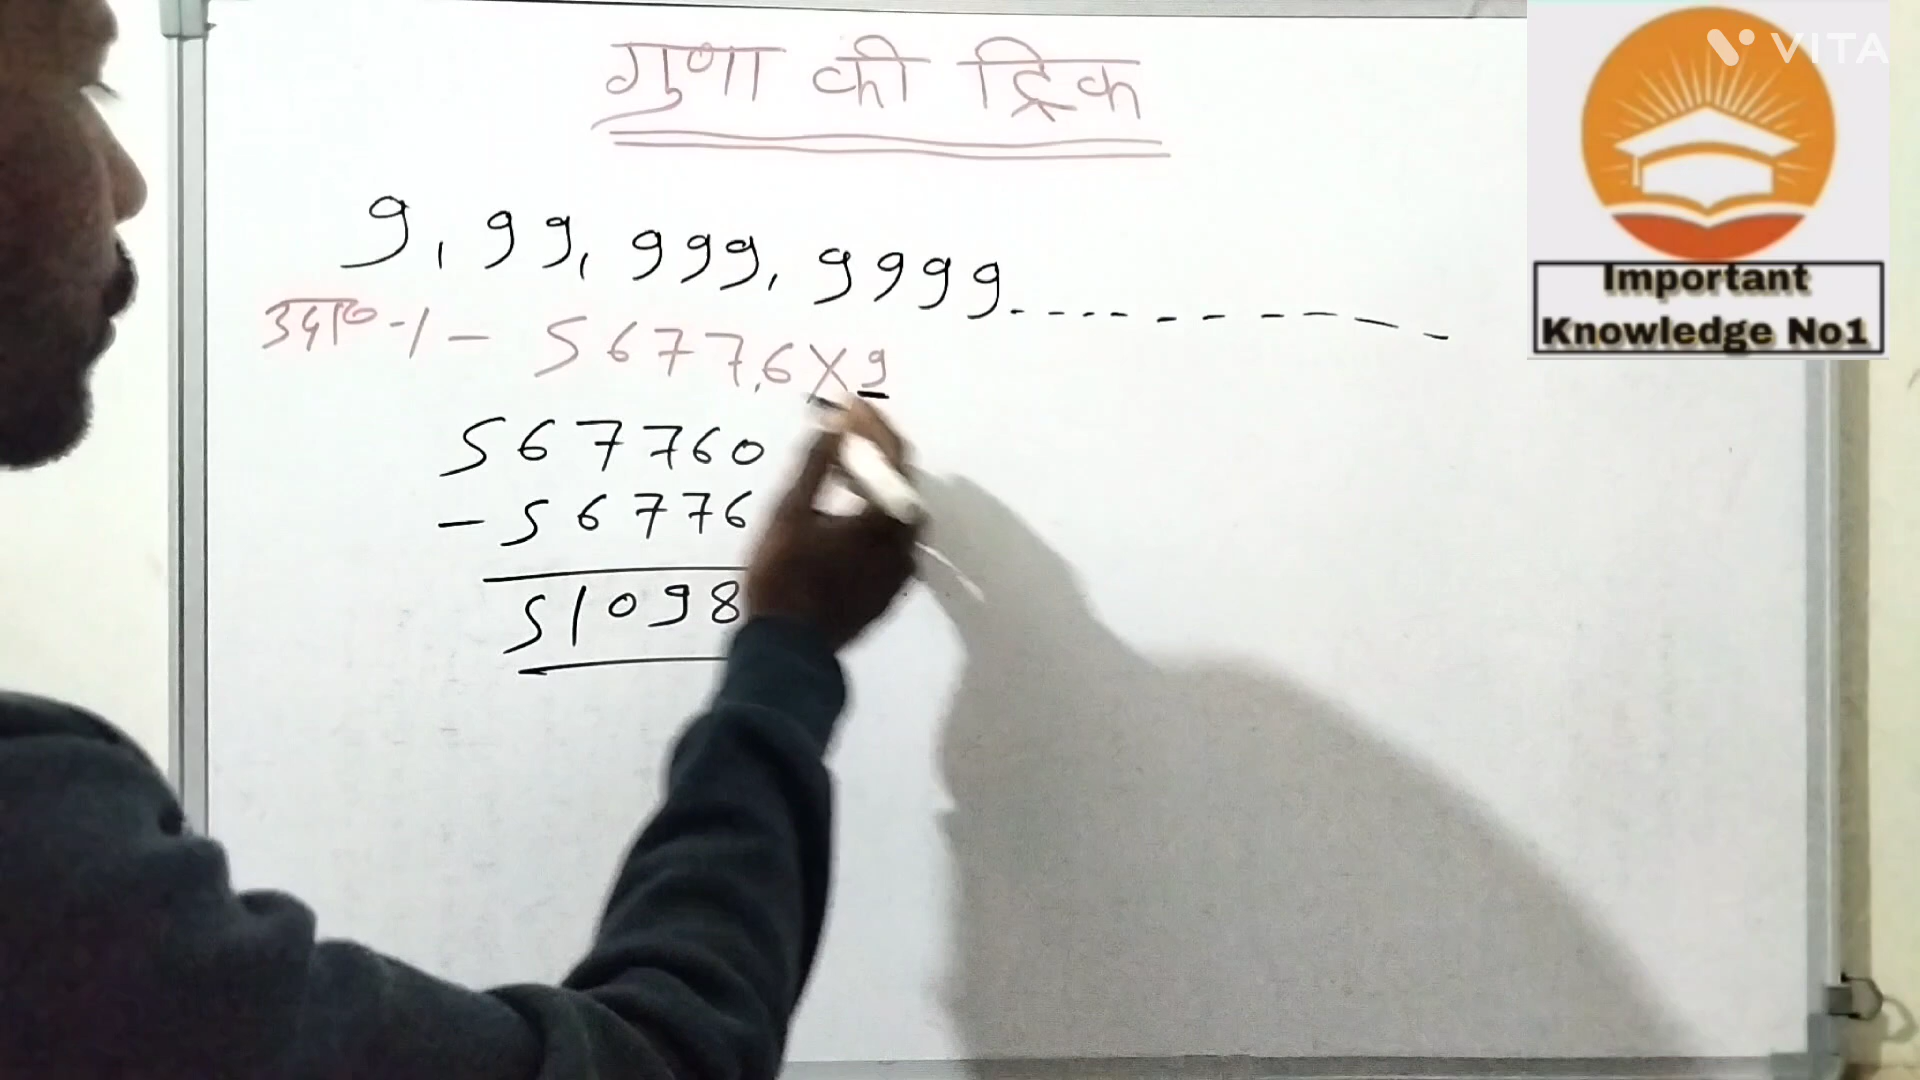 गुणा की ट्रिक
9, 99, 999, 9999.----------
उदा०-1 - 56776×9
567760
- 56776
51098
VITA
Important
Knowledge No1